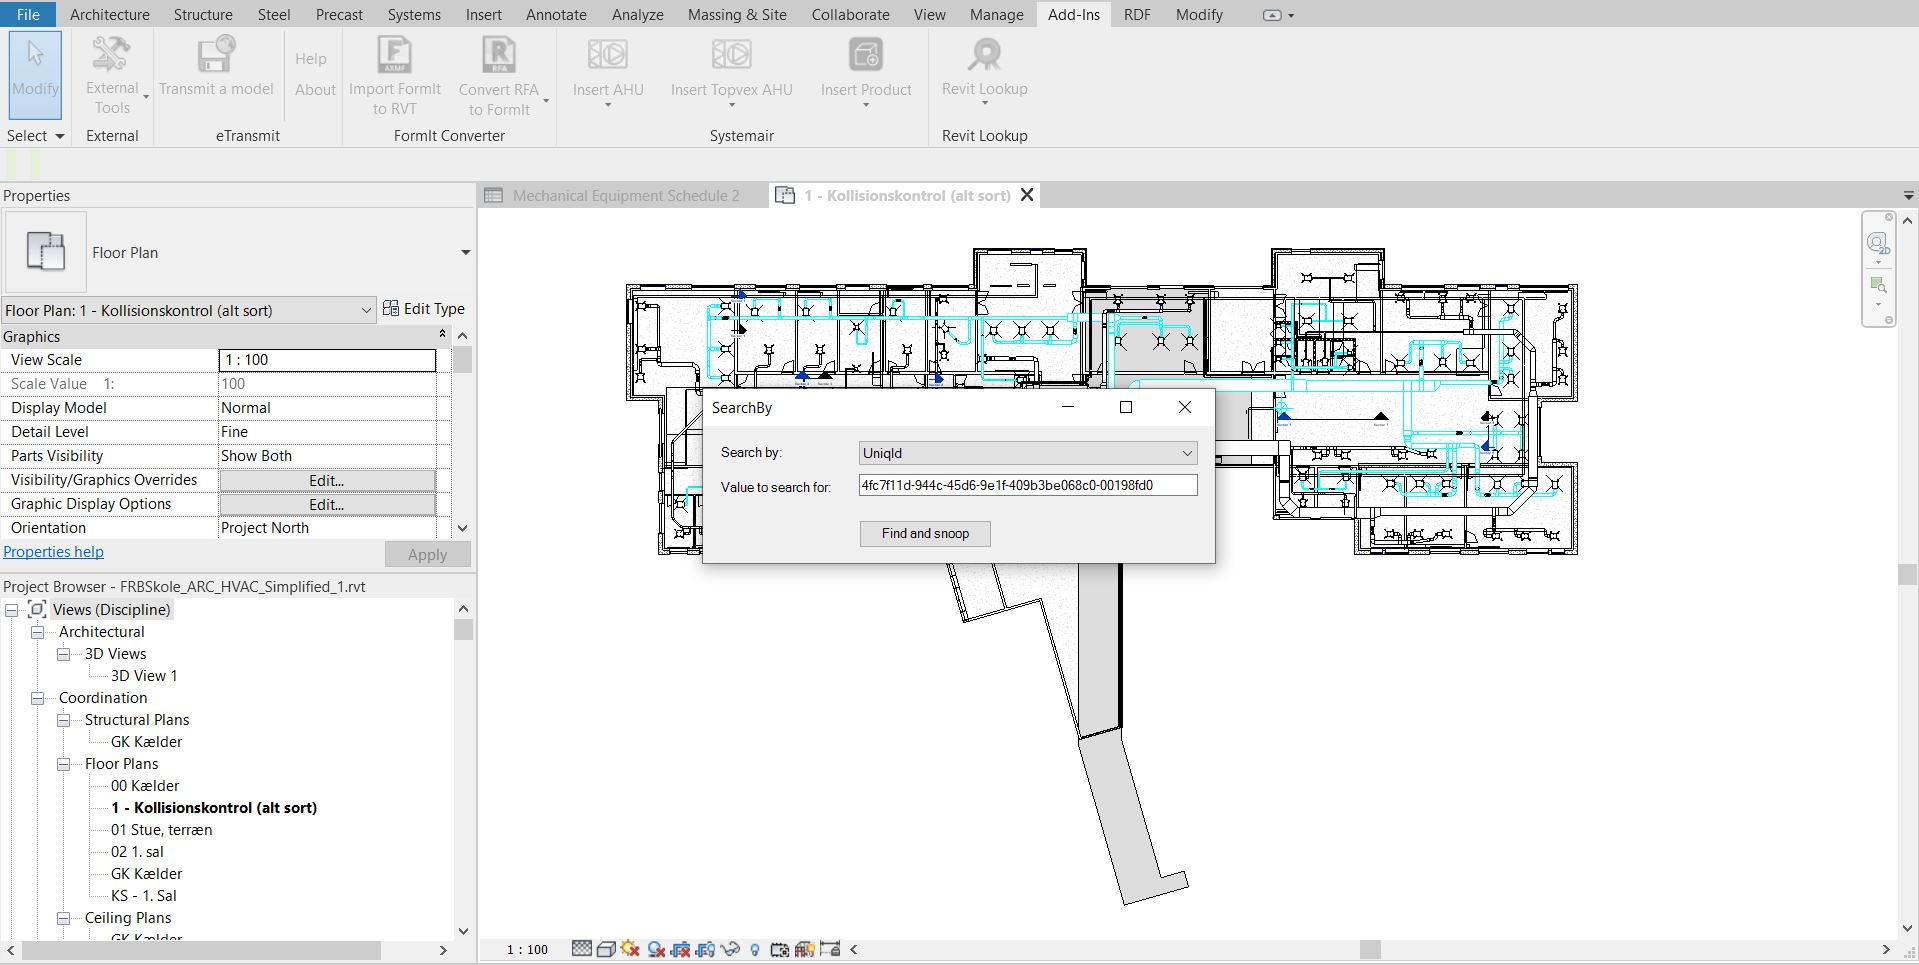 File Architecture Structure Steel Precast Systems Insert Annotate Analyze Massing & Site Collaborate View Manage Add-Ins RDF Modify
Modify
External
Tools
Transmit a model
Help
About
Import FormIt
to RVT
Convert RFA
to FormIt
Insert AHU
Insert Topvex AHU
Insert Product
Revit Lookup
F
AXMF
R
RFA
Select External eTransmit FormIt Converter Systemair Revit Lookup
Properties
Floor Plan
Floor Plan: 1 - Kollisionskontrol (alt sort) Edit Type
Graphics
View Scale 1 : 100
Scale Value 1: 100
Display Model Normal
Detail Level Fine
Parts Visibility Show Both
Visibility/Graphics Overrides Edit...
Graphic Display Options Edit...
Orientation Project North
Properties help Apply
Project Browser - FRBSkole_ARC_HVAC_Simplified_1.rvt
Views (Discipline)
Architectural
3D Views
3D View 1
Coordination
Structural Plans
GK Kælder
Floor Plans
00 Kælder
1 - Kollisionskontrol (alt sort)
01 Stue, terræn
02 1. sal
GK Kælder
KS - 1. Sal
Ceiling Plans
GK Kælder
Mechanical Equipment Schedule 2 1 - Kollisionskontrol (alt sort)
2D
SearchBy
Search by: UniqId
Value to search for: 4fc7f11d-944c-45d6-9e1f-409b3be068c0-00198fd0
Find and snoop
1 : 100